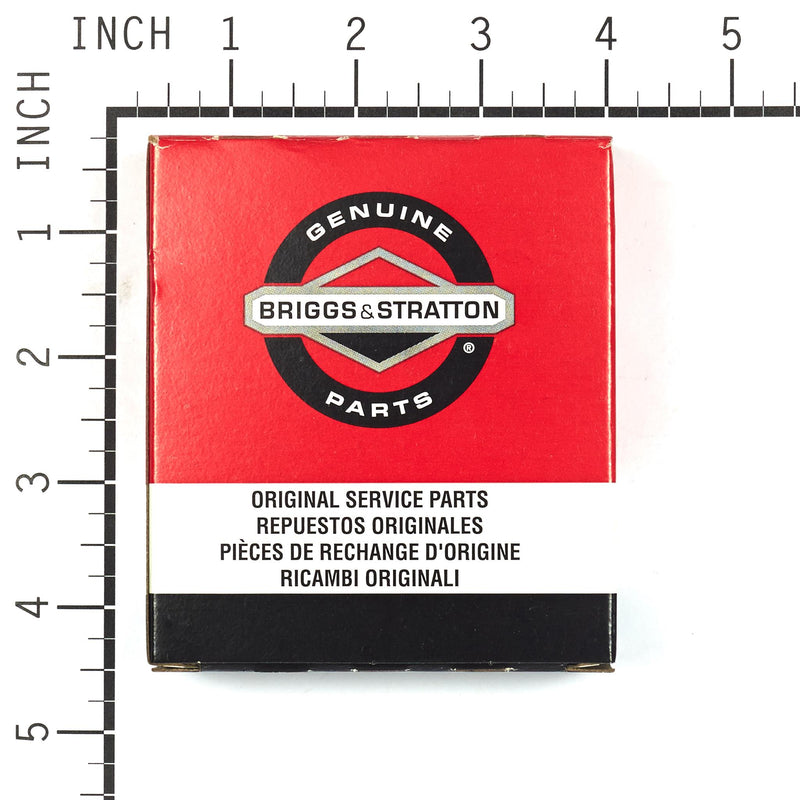 INCH 1 2 3 4 5
INCH
1
2
3
4
5
GENUINE
BRIGGS&STRATTON
®
PARTS
ORIGINAL SERVICE PARTS
REPUESTOS ORIGINALES
PIÈCES DE RECHANGE D'ORIGINE
RICAMBI ORIGINALI